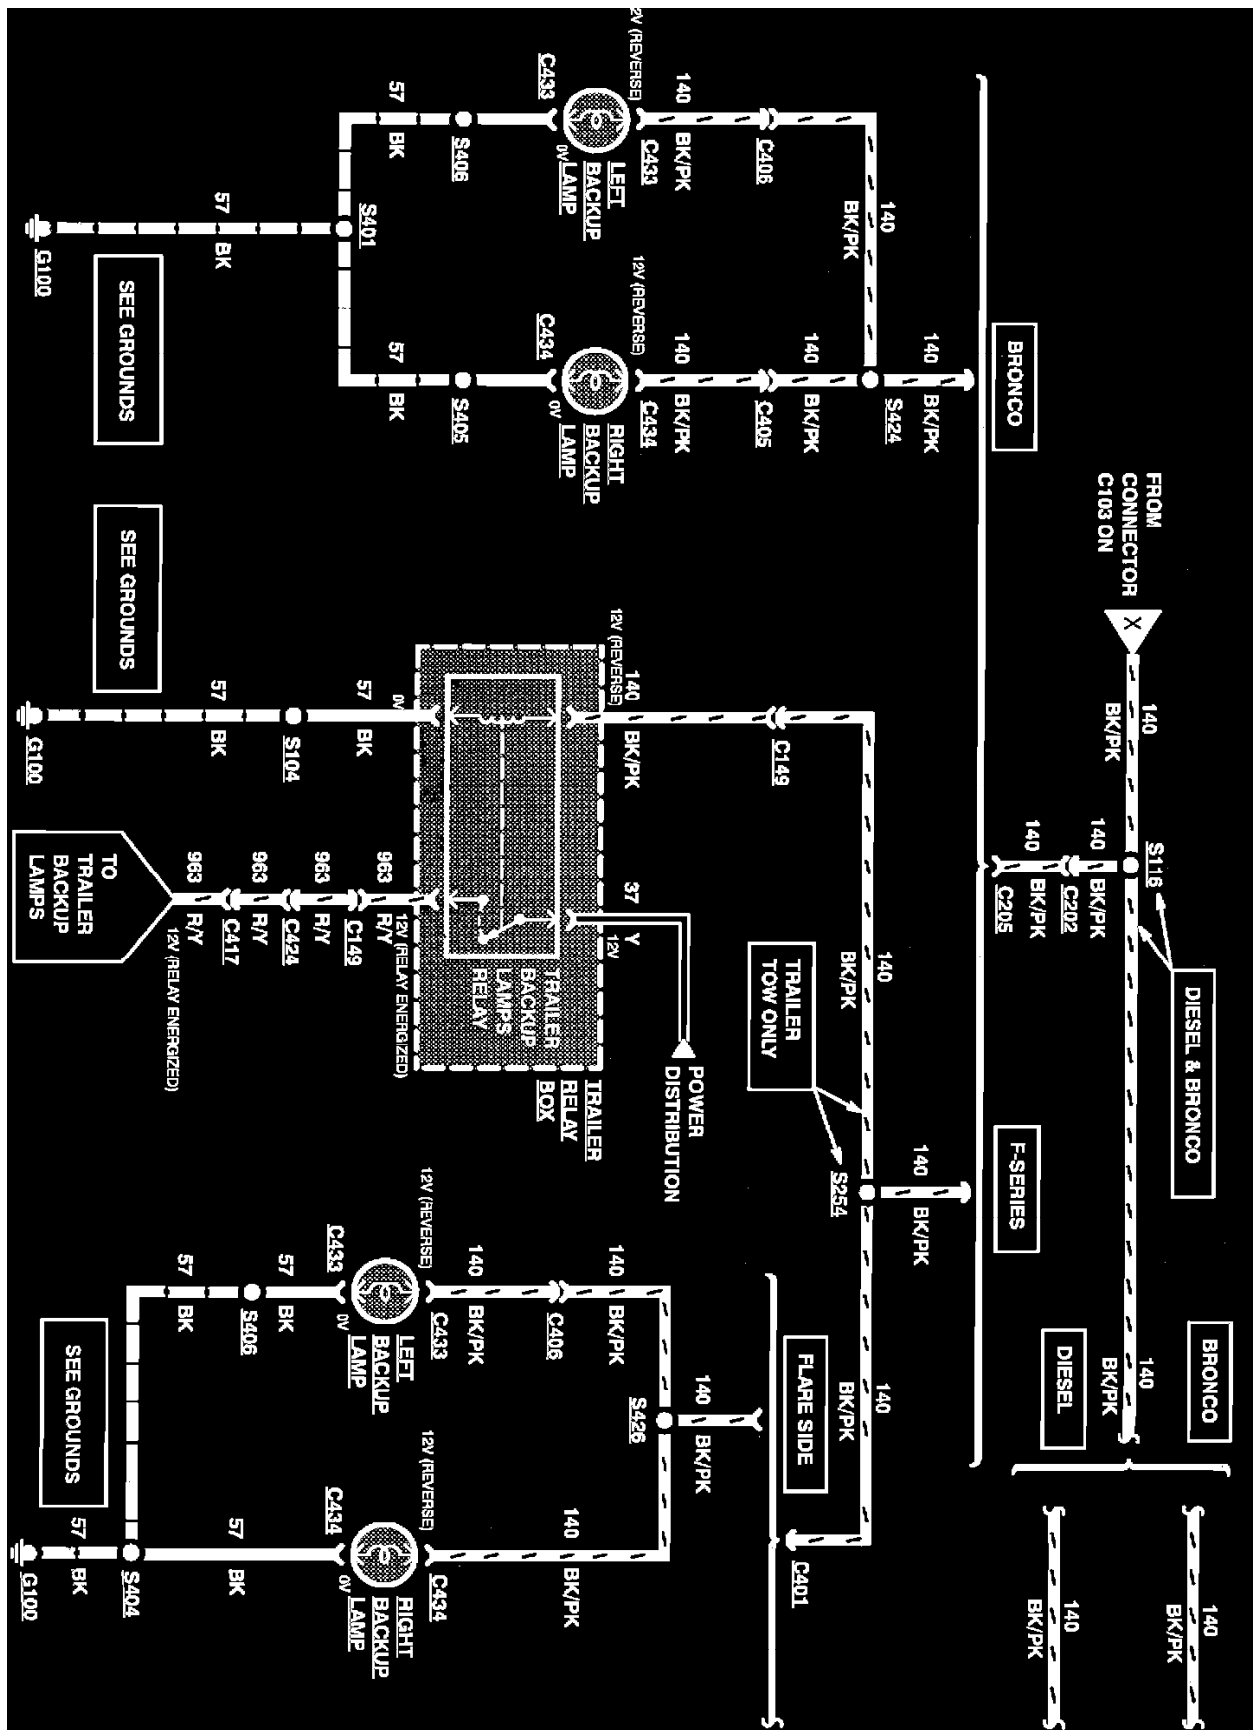 FROM
CONNECTOR
C103 ON
X
140
BK/PK
S116
DIESEL & BRONCO
140
BK/PK
BRONCO
DIESEL
140
BK/PK
140
BK/PK
140
BK/PK
C202
140
BK/PK
C205
BRONCO
F-SERIES
140
BK/PK
S424
140
BK/PK
140
BK/PK
C406
C405
140
BK/PK
140
BK/PK
12V (REVERSE)
C433
12V (REVERSE)
C434
LEFT
BACKUP
LAMP
0V
C433
RIGHT
BACKUP
LAMP
0V
C434
S406
S405
57
BK
57
BK
S401
57
BK
G100
SEE GROUNDS
140
BK/PK
S254
TRAILER
TOW ONLY
140
BK/PK
140
BK/PK
C149
140
BK/PK
12V (REVERSE)
37
Y
12V
POWER
DISTRIBUTION
TRAILER
RELAY
BOX
TRAILER
BACKUP
LAMPS
RELAY
0V
57
BK
S104
57
BK
G100
SEE GROUNDS
12V (RELAY ENERGIZED)
963
R/Y
C149
963
R/Y
C424
963
R/Y
C417
963
R/Y
12V (RELAY ENERGIZED)
TO
TRAILER
BACKUP
LAMPS
C401
FLARE SIDE
140
BK/PK
S426
140
BK/PK
C406
140
BK/PK
140
BK/PK
12V (REVERSE)
C433
12V (REVERSE)
C434
LEFT
BACKUP
LAMP
0V
C433
RIGHT
BACKUP
LAMP
0V
C434
57
BK
S406
57
BK
57
BK
S404
57
BK
G100
SEE GROUNDS